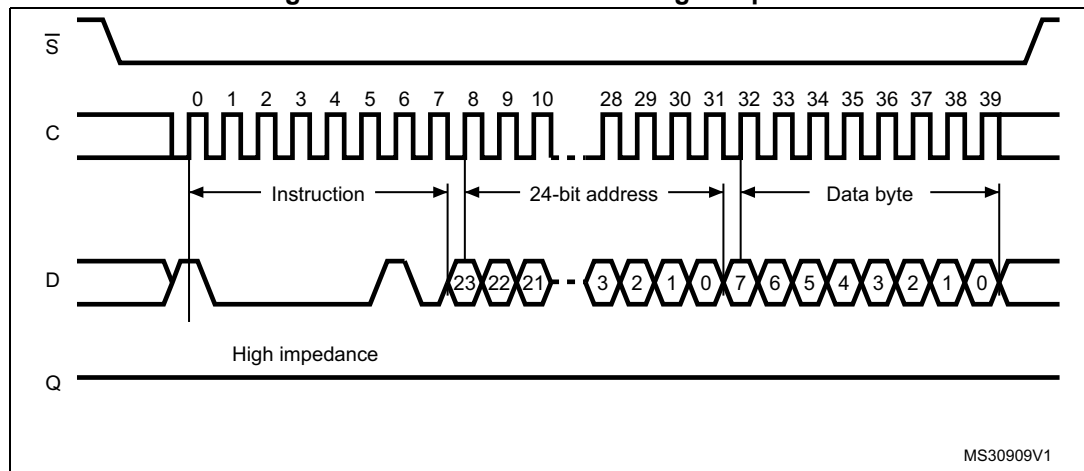 S
0 1 2 3 4 5 6 7 8 9 10 28 29 30 31 32 33 34 35 36 37 38 39
C
Instruction 24-bit address Data byte
D
23 22 21 3 2 1 0 7 6 5 4 3 2 1 0
High impedance
Q
MS30909V1